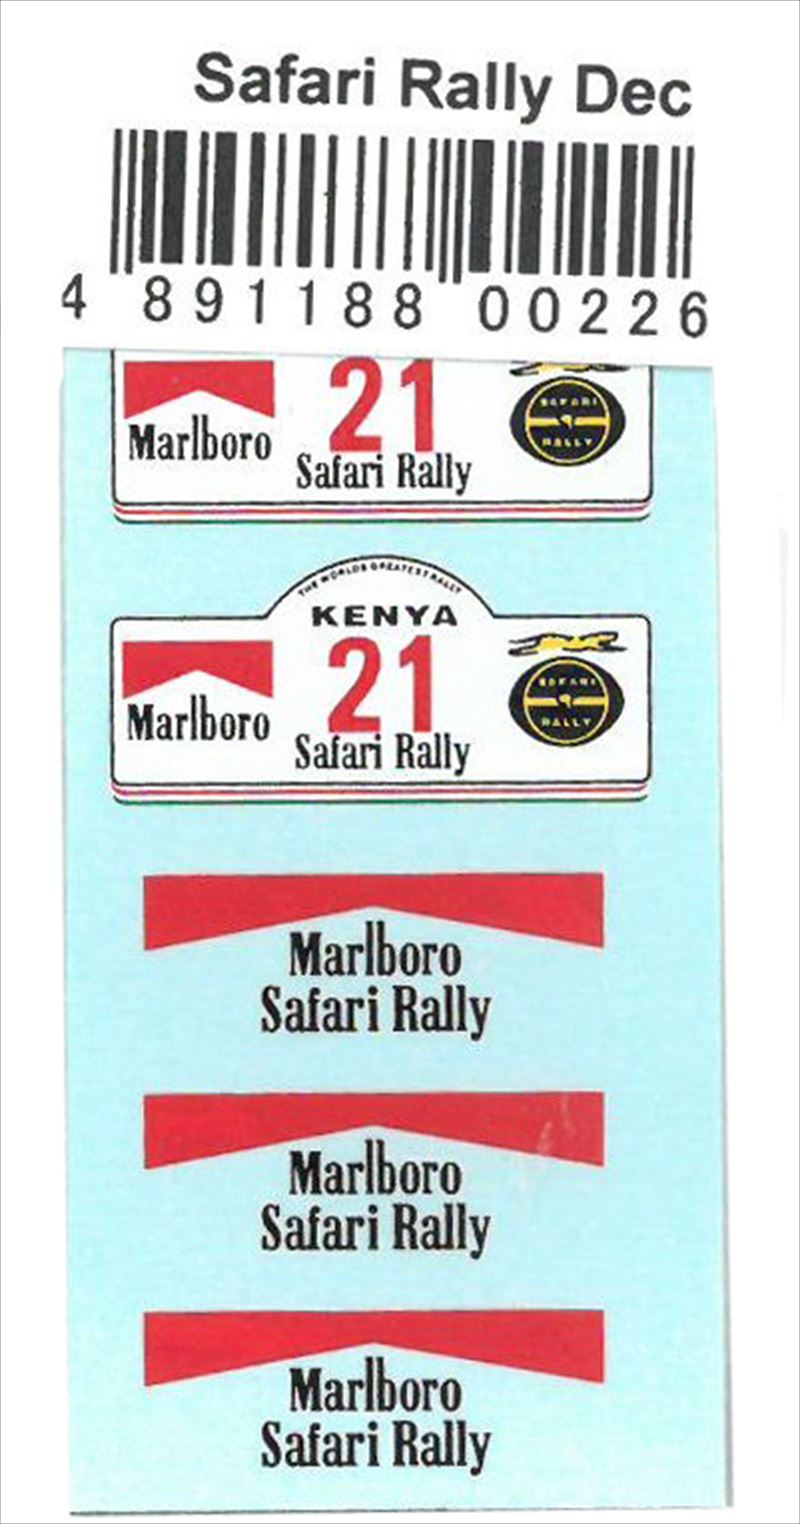 Safari Rally Dec
4 891188 00226
21
Marlboro
Safari Rally
SAFARI
RALLY
THE WORLDS GREATEST RALLY
KENYA
21
Marlboro
Safari Rally
SAFARI
RALLY
Marlboro
Safari Rally
Marlboro
Safari Rally
Marlboro
Safari Rally